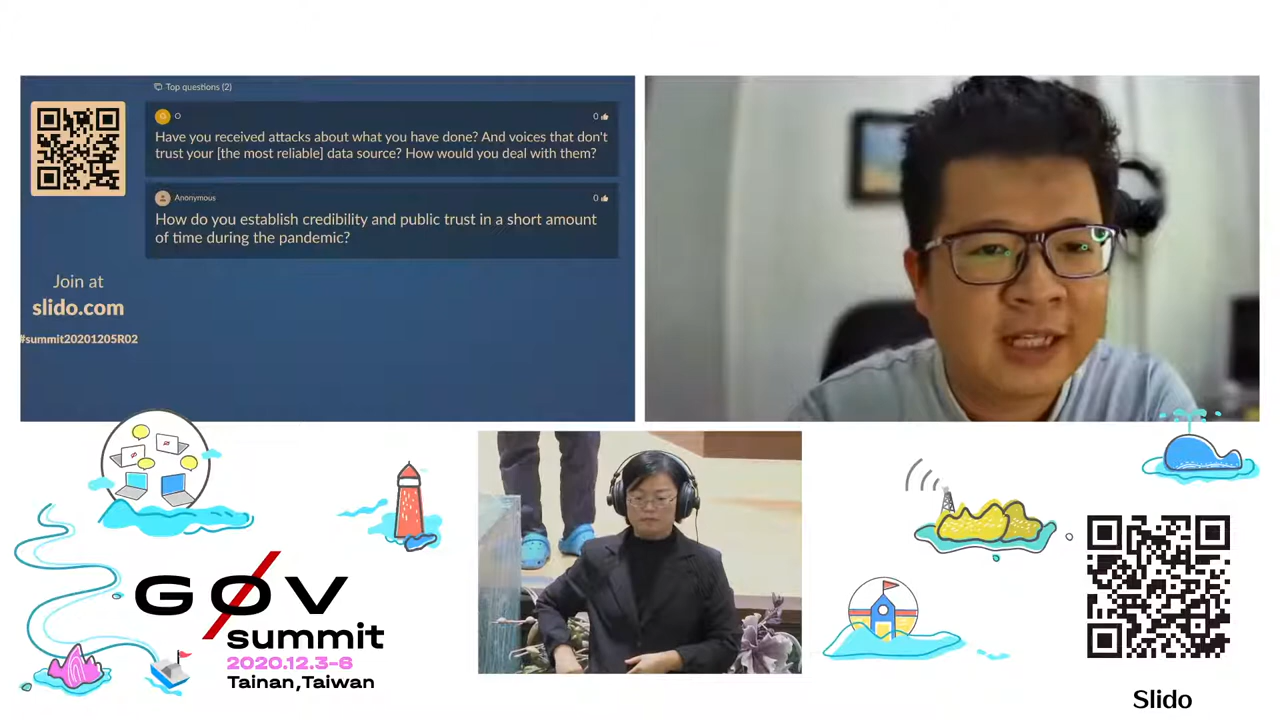 Top questions (2)
O
0
Have you received attacks about what you have done? And voices that don't
trust your [the most reliable] data source? How would you deal with them?
Anonymous
0
How do you establish credibility and public trust in a short amount
of time during the pandemic?
Join at
slido.com
#summit20201205R02
GØV
summit
2020.12.3-6
Tainan,Taiwan
Slido